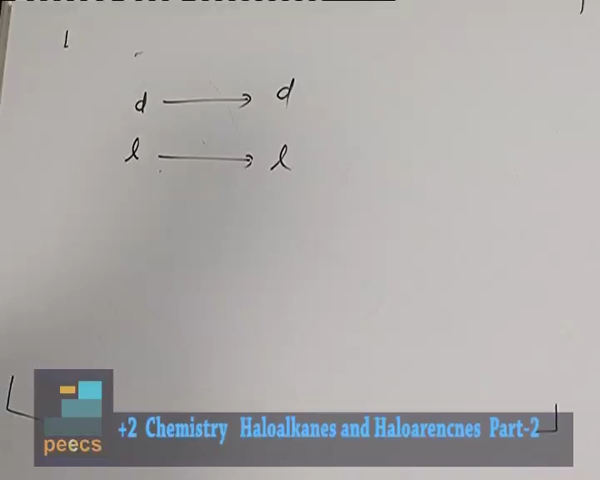 l
d → d
l → l
peecs
+2 Chemistry Haloalkanes and Haloarencnes Part-2